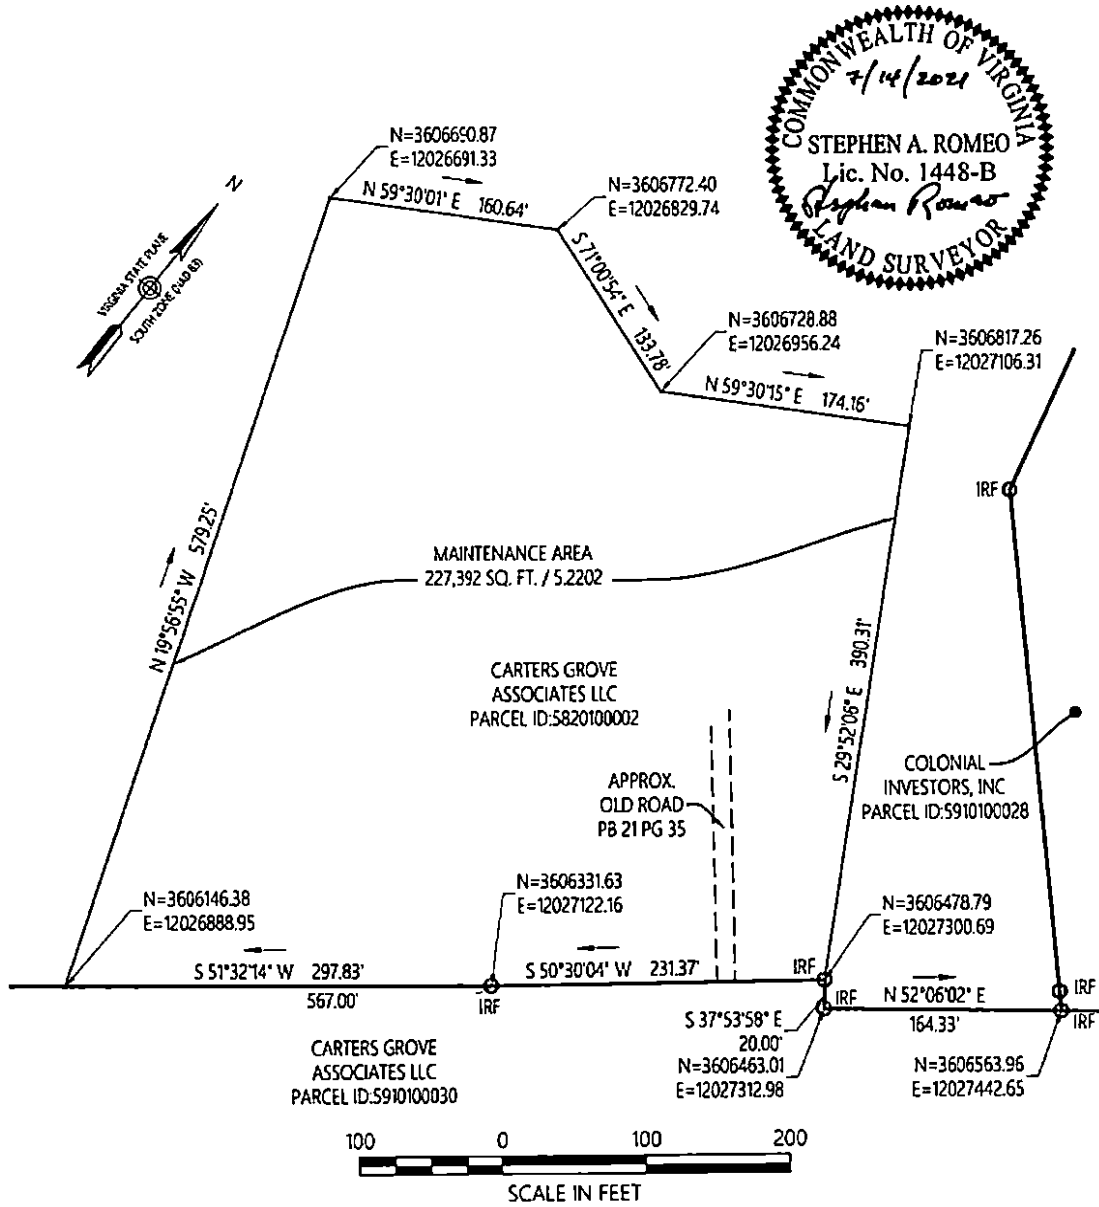 COMMONWEALTH OF VIRGINIA
7/14/2021
STEPHEN A. ROMEO
Lic. No. 1448-B
Stephen Romeo
LAND SURVEYOR
N=3606690.87
E=12026691.33
N 59°30'01" E 160.64'
N=3606772.40
E=12026829.74
N
VIRGINIA STATE PLANE
SOUTH ZONE (NAD 83)
S 71°00'54" E 133.78'
N=3606728.88
E=12026956.24
N=3606817.26
E=12027106.31
N 59°30'15" E 174.16'
IRF
N 19°56'55" W 579.25'
MAINTENANCE AREA
227,392 SQ. FT. / 5.2202
S 29°52'06" E 390.31'
CARTERS GROVE
ASSOCIATES LLC
PARCEL ID:5820100002
COLONIAL
INVESTORS, INC
PARCEL ID:5910100028
APPROX.
OLD ROAD
PB 21 PG 35
N=3606146.38
E=12026888.95
N=3606331.63
E=12027122.16
N=3606478.79
E=12027300.69
S 51°32'14" W 297.83'
567.00'
IRF
S 50°30'04" W 231.37'
IRF
IRF
N 52°06'02" E
164.33'
IRF
IRF
S 37°53'58" E
20.00'
N=3606463.01
E=12027312.98
N=3606563.96
E=12027442.65
CARTERS GROVE
ASSOCIATES LLC
PARCEL ID:5910100030
100 0 100 200
SCALE IN FEET